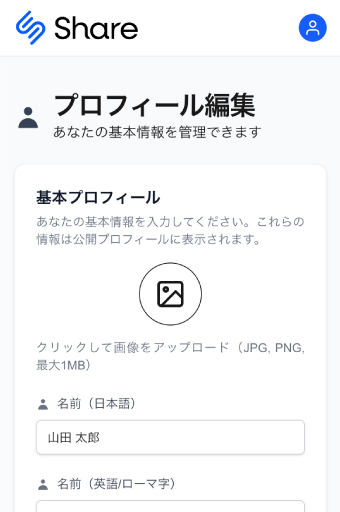 Share
プロフィール編集
あなたの基本情報を管理できます
基本プロフィール
あなたの基本情報を入力してください。これらの
情報は公開プロフィールに表示されます。
クリックして画像をアップロード（JPG, PNG,
最大1MB）
名前（日本語）
山田 太郎
名前（英語/ローマ字）